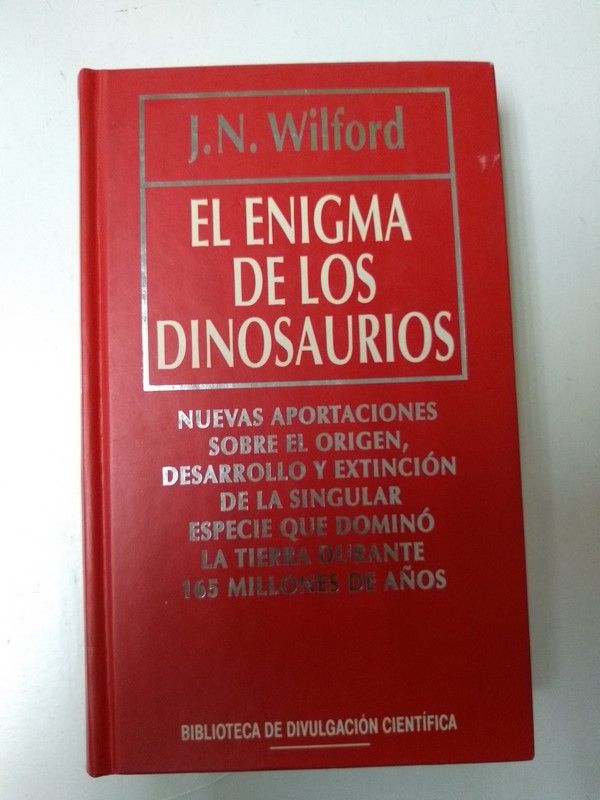 J.N. Wilford
EL ENIGMA
DE LOS
DINOSAURIOS
NUEVAS APORTACIONES
SOBRE EL ORIGEN,
DESARROLLO Y EXTINCIÓN
DE LA SINGULAR
ESPECIE QUE DOMINÓ
LA TIERRA DURANTE
165 MILLONES DE AÑOS
BIBLIOTECA DE DIVULGACIÓN CIENTÍFICA